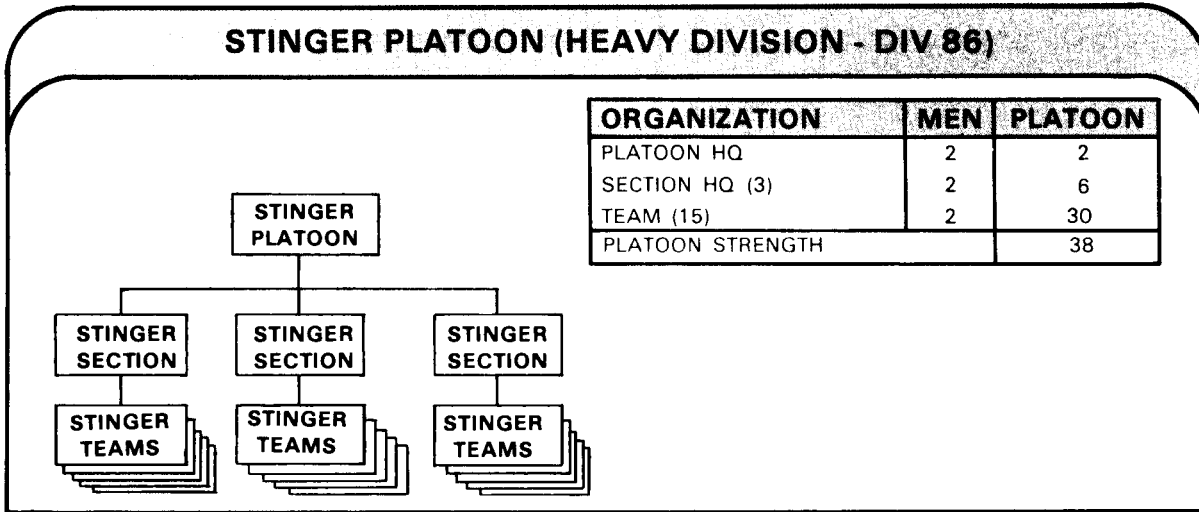 STINGER PLATOON (HEAVY DIVISION - DIV 86)
ORGANIZATION MEN PLATOON
PLATOON HQ 2 2
SECTION HQ (3) 2 6
TEAM (15) 2 30
PLATOON STRENGTH 38
STINGER
PLATOON
STINGER
SECTION
STINGER
SECTION
STINGER
SECTION
STINGER
TEAMS
STINGER
TEAMS
STINGER
TEAMS